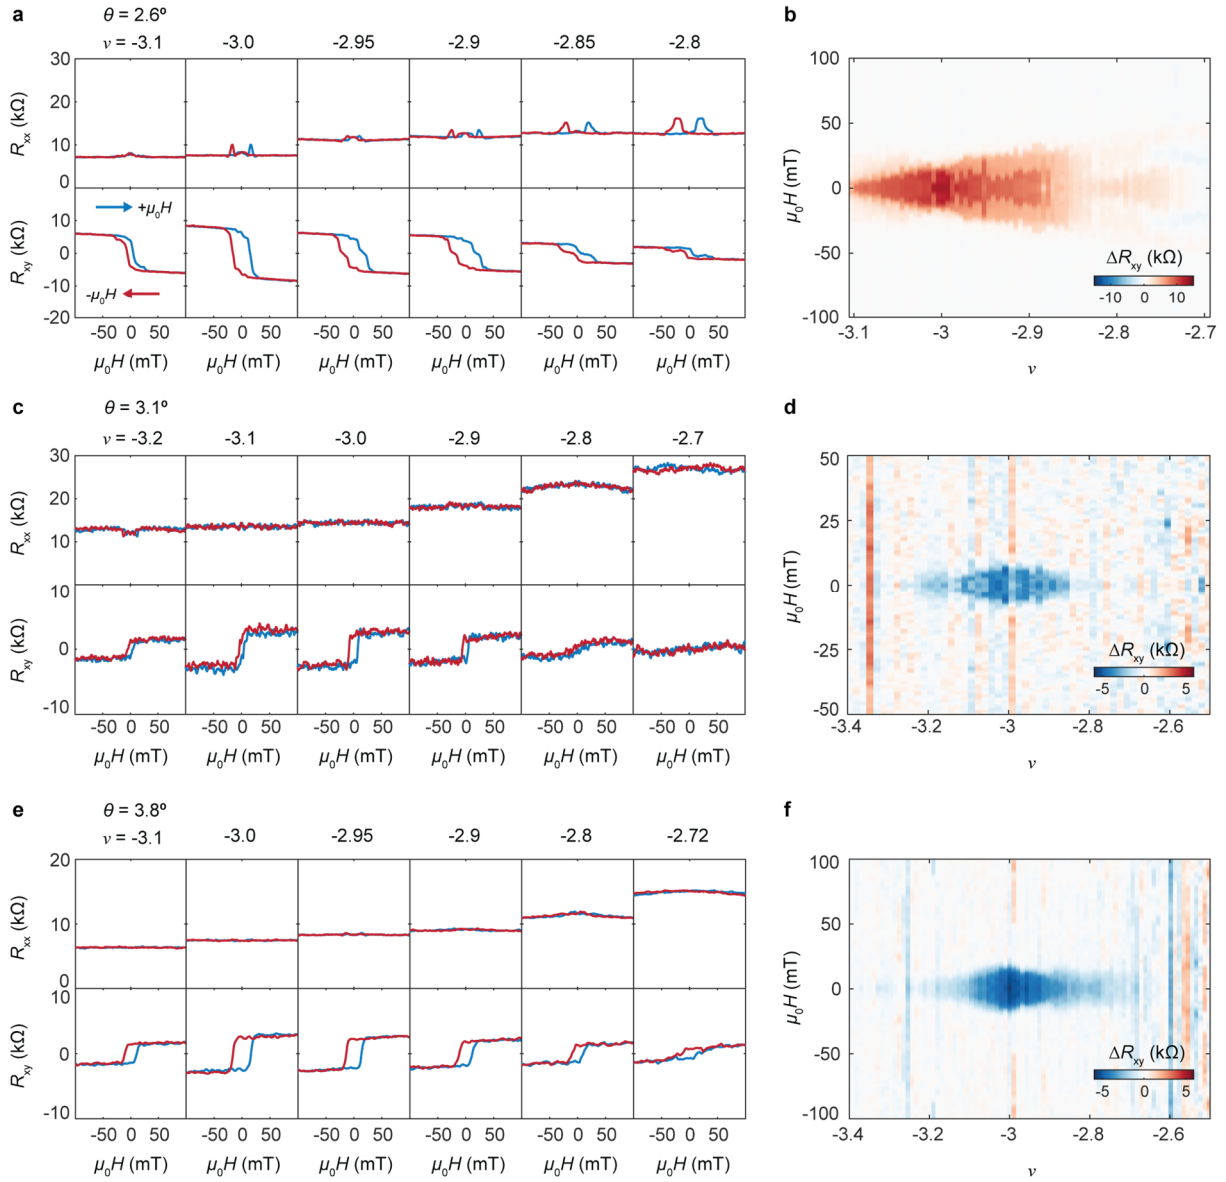 a
θ = 2.6º
ν = -3.1 -3.0 -2.95 -2.9 -2.85 -2.8
30
20
10
0
Rxx (kΩ)
10
0
-10
-20
Rxy (kΩ)
+μ0H
-μ0H
-50 0 50 -50 0 50 -50 0 50 -50 0 50 -50 0 50 -50 0 50
μ0H (mT) μ0H (mT) μ0H (mT) μ0H (mT) μ0H (mT) μ0H (mT)
b
100
50
0
-50
-100
μ0H (mT)
ΔRxy (kΩ)
-10 0 10
-3.1 -3 -2.9 -2.8 -2.7
ν
c
θ = 3.1º
ν = -3.2 -3.1 -3.0 -2.9 -2.8 -2.7
30
20
10
Rxx (kΩ)
10
0
-10
Rxy (kΩ)
-50 0 50 -50 0 50 -50 0 50 -50 0 50 -50 0 50 -50 0 50
μ0H (mT) μ0H (mT) μ0H (mT) μ0H (mT) μ0H (mT) μ0H (mT)
d
50
25
0
-25
-50
μ0H (mT)
ΔRxy (kΩ)
-5 0 5
-3.4 -3.2 -3 -2.8 -2.6
ν
e
θ = 3.8º
ν = -3.1 -3.0 -2.95 -2.9 -2.8 -2.72
20
10
0
Rxx (kΩ)
10
0
-10
Rxy (kΩ)
-50 0 50 -50 0 50 -50 0 50 -50 0 50 -50 0 50 -50 0 50
μ0H (mT) μ0H (mT) μ0H (mT) μ0H (mT) μ0H (mT) μ0H (mT)
f
100
50
0
-50
-100
μ0H (mT)
ΔRxy (kΩ)
-5 0 5
-3.4 -3.2 -3 -2.8 -2.6
ν